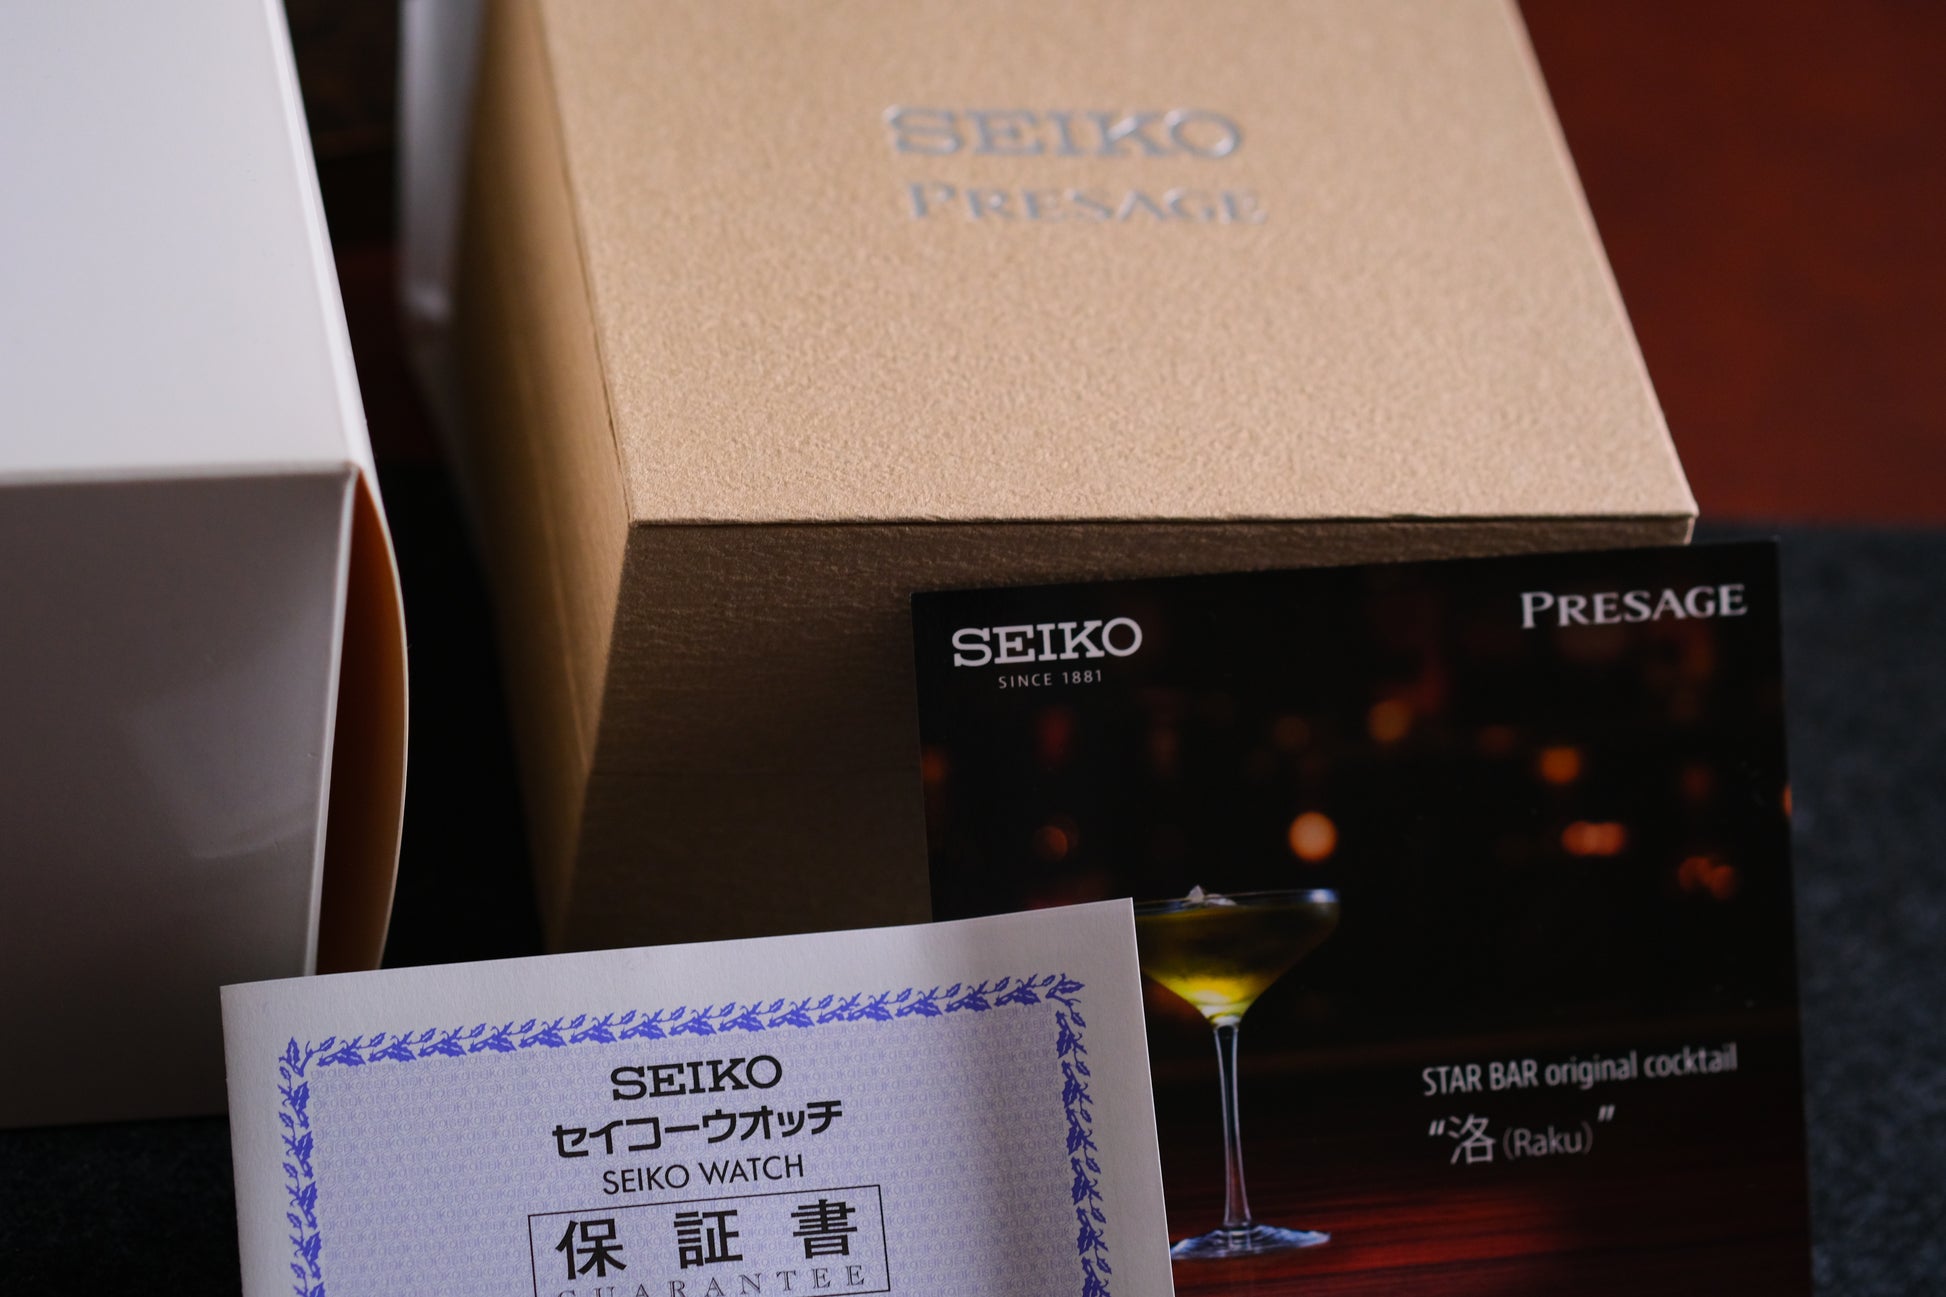 SEIKO
PRESAGE
SEIKO
SINCE 1881
PRESAGE
STAR BAR original cocktail
“洛 (Raku)”
SEIKO
セイコーウオッチ
SEIKO WATCH
保証書
GUARANTEE